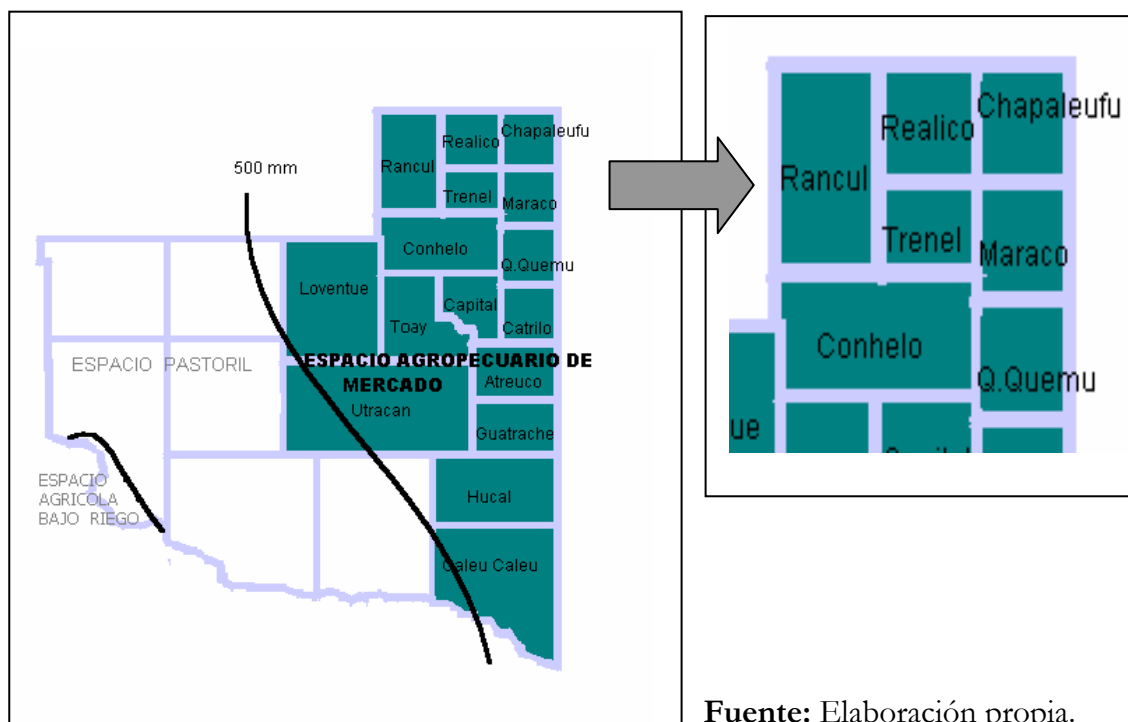 500 mm
Chapaleufu
Realico
Rancul
Trenel
Maraco
Conhelo
Q.Quemu
Loventue
Capital
Toay
Catrilo
ESPACIO PASTORIL
ESPACIO AGROPECUARIO DE
MERCADO
Atreuco
Utracan
Guatrache
ESPACIO
AGRICOLA
BAJO RIEGO
Hucal
Caleu Caleu
Chapaleufu
Realico
Rancul
Trenel
Maraco
Conhelo
Q.Quemu
ue
Fuente: Elaboración propia.